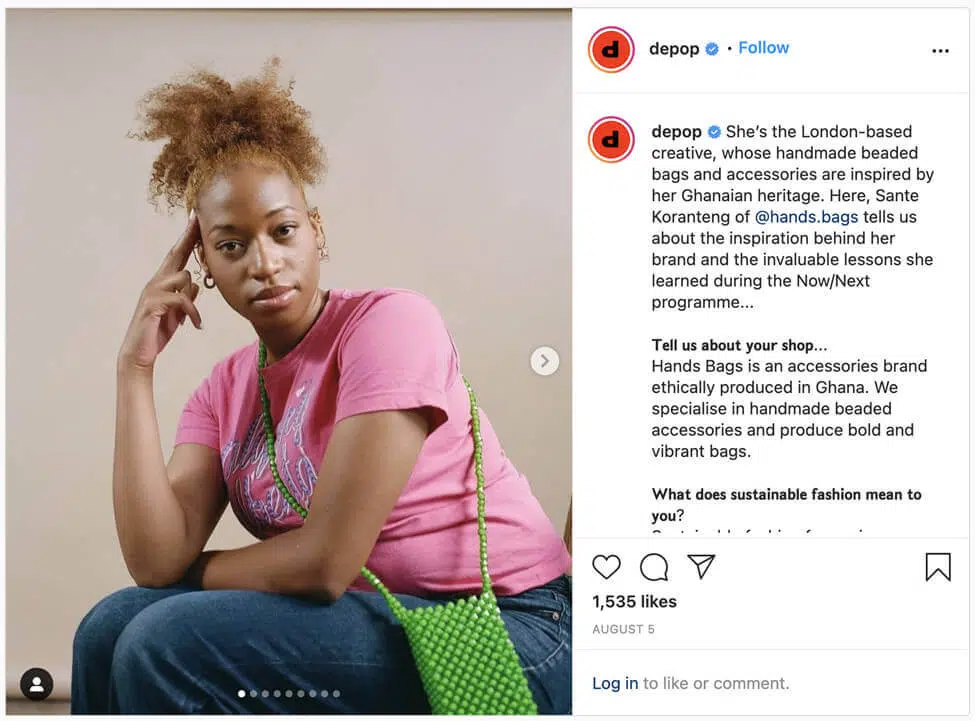 depop • Follow
depop She’s the London-based
creative, whose handmade beaded
bags and accessories are inspired by
her Ghanaian heritage. Here, Sante
Koranteng of @hands.bags tells us
about the inspiration behind her
brand and the invaluable lessons she
learned during the Now/Next
programme...
Tell us about your shop...
Hands Bags is an accessories brand
ethically produced in Ghana. We
specialise in handmade beaded
accessories and produce bold and
vibrant bags.
What does sustainable fashion mean to
you?
1,535 likes
AUGUST 5
Log in to like or comment.